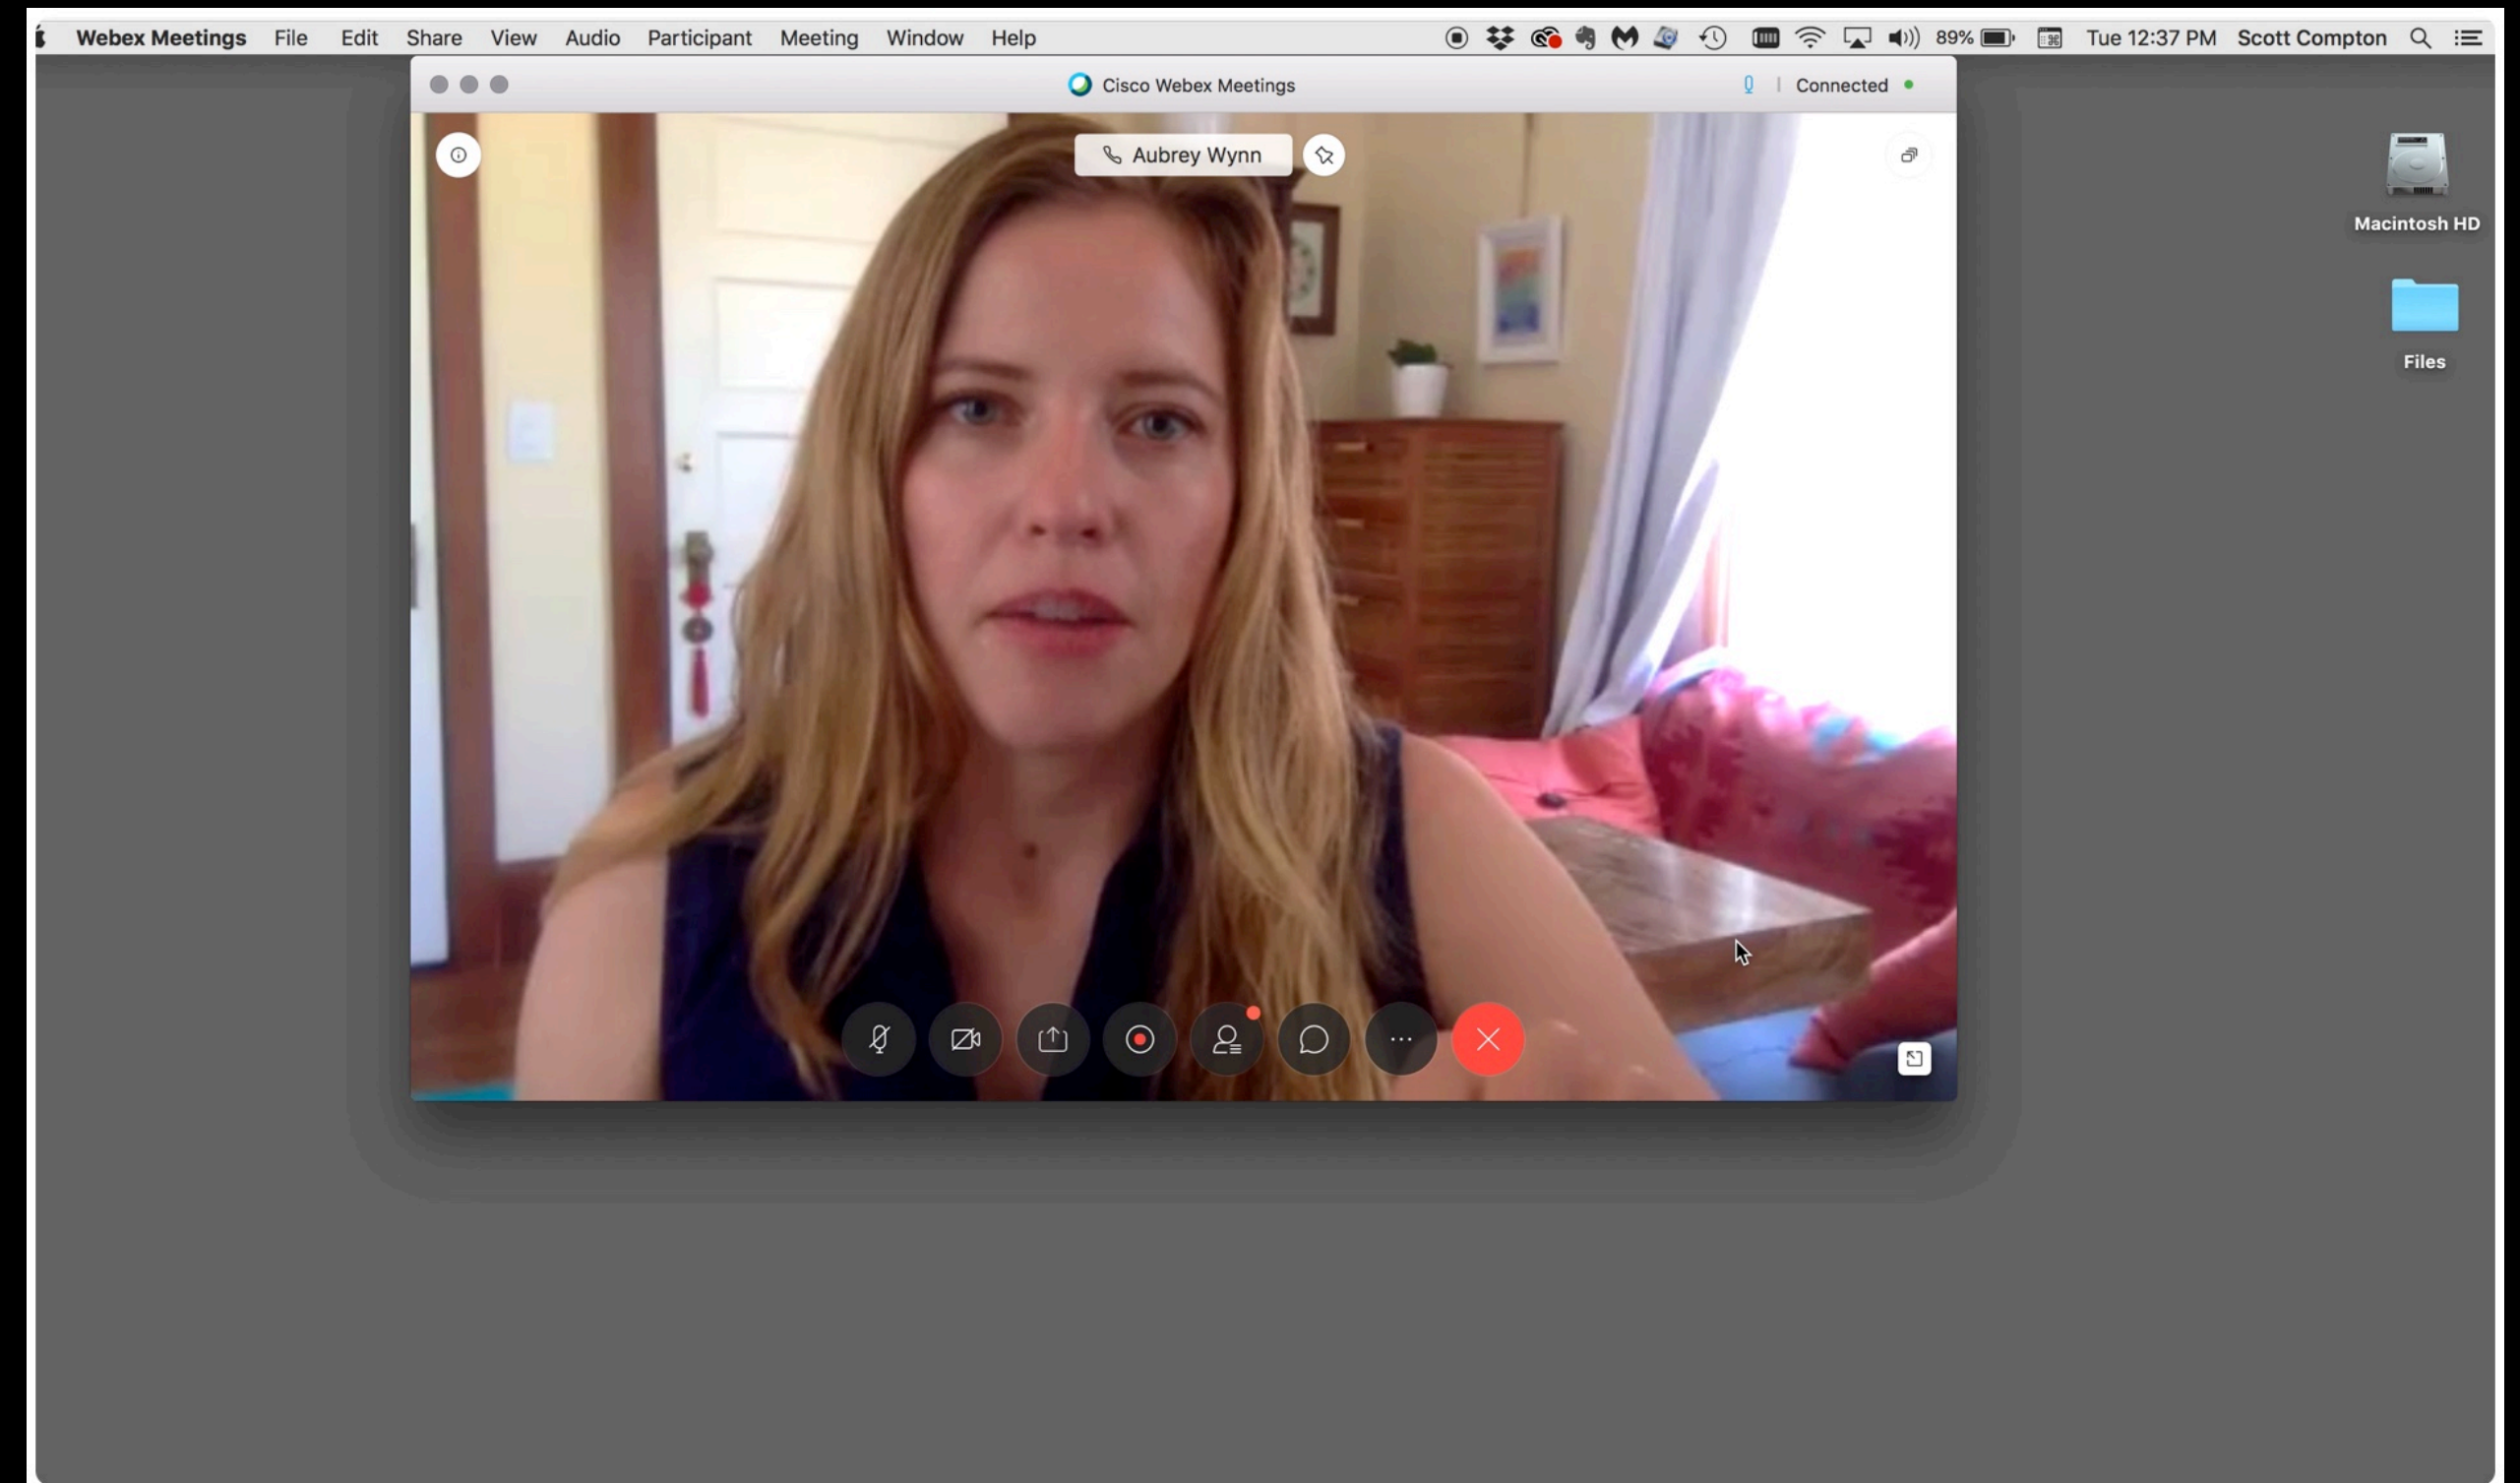 Webex Meetings File Edit Share View Audio Participant Meeting Window Help 89% Tue 12:37 PM Scott Compton
Cisco Webex Meetings Connected
Aubrey Wynn
Macintosh HD
Files